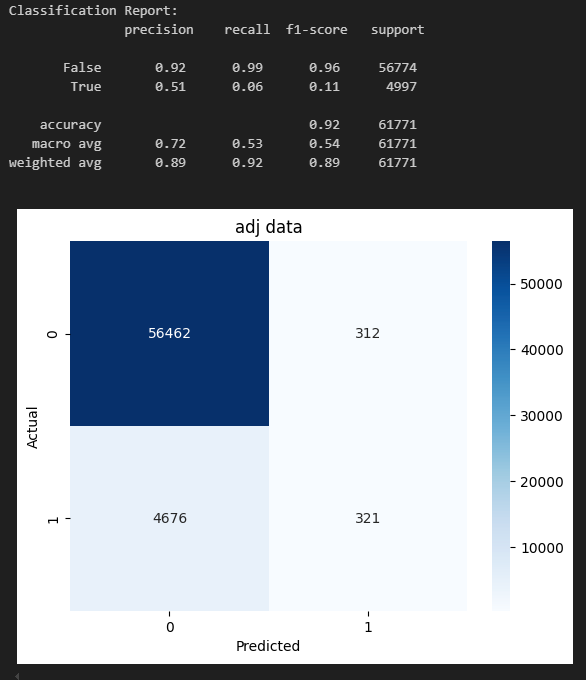 Classification Report:
precision recall f1-score support
False 0.92 0.99 0.96 56774
True 0.51 0.06 0.11 4997
accuracy 0.92 61771
macro avg 0.72 0.53 0.54 61771
weighted avg 0.89 0.92 0.89 61771
adj data
0 56462 312
1 4676 321
0 1
Predicted
Actual
50000
40000
30000
20000
10000